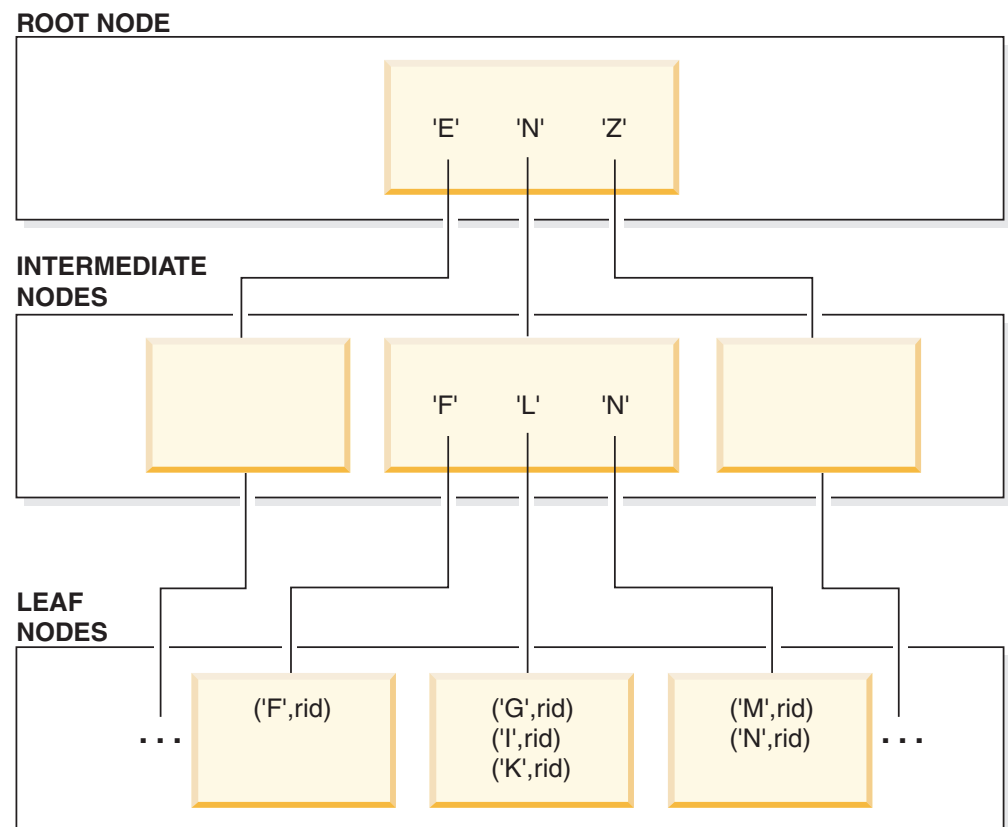 ROOT NODE
'E' 'N' 'Z'
INTERMEDIATE
NODES
'F' 'L' 'N'
LEAF
NODES
('F',rid) ('G',rid) ('M',rid)
... ('I',rid) ('N',rid) ...
('K',rid)